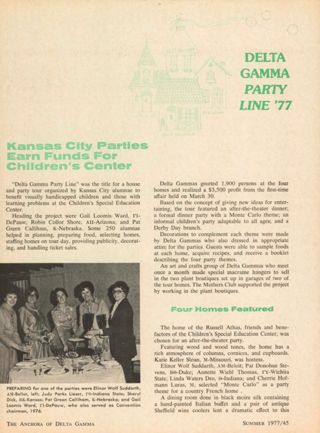 DELTA
GAMMA
PARTY
LINE '77
Kansas City Parties
Earn Funds For
Children's Center
"Delta Gamma Party Line" was the title for a house
and party tour organized by Kansas City alumnae to
benefit visually handicapped children and those with
learning problems at the Children's Special Education
Center.
Heading the project were Gail Loomis Ward,
DePauw; Robin Collor Shore, -Arizona; and Pat
Green Callihan, K-Nebraska. Some 250 alumnae
helped in planning, preparing food, selecting homes,
staffing homes on tour day, providing publicity, decorat-
ing, and handling ticket sales.
PREPARING for one of the parties were Elinor Wolf Suddarth,
-Beloit, left; Judy Parks Lieser, -Indiana State; Sheryl
Dick, -Kansas; Pat Green Callihan, K-Nebraska; and Gail
Loomis Ward, -DePauw, who also served as Convention
chairman, 1976.
Delta Gammas greeted 1,900 persons at the four
homes and realized a $3,500 profit from the first-time
affair held on March 30.
Based on the concept of giving new ideas for enter-
taining, the tour featured an after-the-theater dinner;
a formal dinner party with a Monte Carlo theme; an
informal children's party adaptable to all ages; and a
Derby Day brunch.
Decorations to complement each theme were made
by Delta Gammas who also dressed in appropriate
attire for the parties. Guests were able to sample foods
at each home, acquire recipes, and receive a booklet
describing the four party themes.
An art and crafts group of Delta Gammas who meet
once a month made special macrame hangers to sell
in the two plant boutiques set up in garages of two of
the tour homes. The Mothers Club supported the project
by working in the plant boutiques.
Four Homes Featured
The home of the Russell Athas, friends and bene-
factors of the Children's Special Education Center, was
chosen for an after-the-theater party.
Featuring wood and wood tones, the home has a
rich atmosphere of columns, cornices, and cupboards.
Katie Keller Sloan, -Missouri, was hostess.
Elinor Wolf Suddarth, -Beloit; Pat Donohue Ste-
vens, -Duke; Annette Wiehl Thomas, -Wichita
State; Linda Waters Day, -Indiana; and Cherrie Hof-
mann Luras, M, selected "Monte Carlo" as a party
theme for a country French home
A dining room done in black moire silk containing
a hand-painted Italian buffet and a pair of antique
Sheffield wine coolers lent a dramatic effect to this
THE ANCHORA OF DELTA GAMMA
SUMMER 1977/45